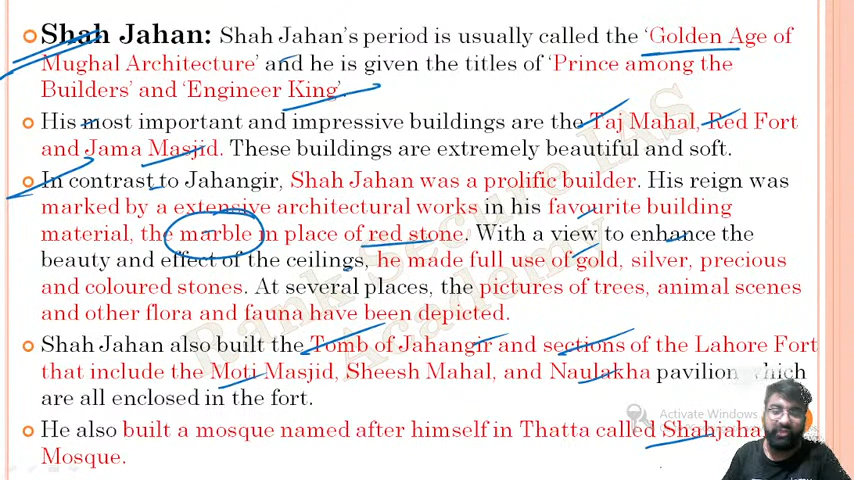 Shah Jahan: Shah Jahan's period is usually called the 'Golden Age of
Mughal Architecture' and he is given the titles of 'Prince among the
Builders' and 'Engineer King'.
His most important and impressive buildings are the Taj Mahal, Red Fort
and Jama Masjid. These buildings are extremely beautiful and soft.
In contrast to Jahangir, Shah Jahan was a prolific builder. His reign was
marked by a extensive architectural works in his favourite building
material, the marble in place of red stone. With a view to enhance the
beauty and effect of the ceilings, he made full use of gold, silver, precious
and coloured stones. At several places, the pictures of trees, animal scenes
and other flora and fauna have been depicted.
Shah Jahan also built the Tomb of Jahangir and sections of the Lahore Fort
that include the Moti Masjid, Sheesh Mahal, and Naulakha pavilion which
are all enclosed in the fort.
He also built a mosque named after himself in Thatta called
Mosque.
Rank Secure IAS
Academy
Activate Windows